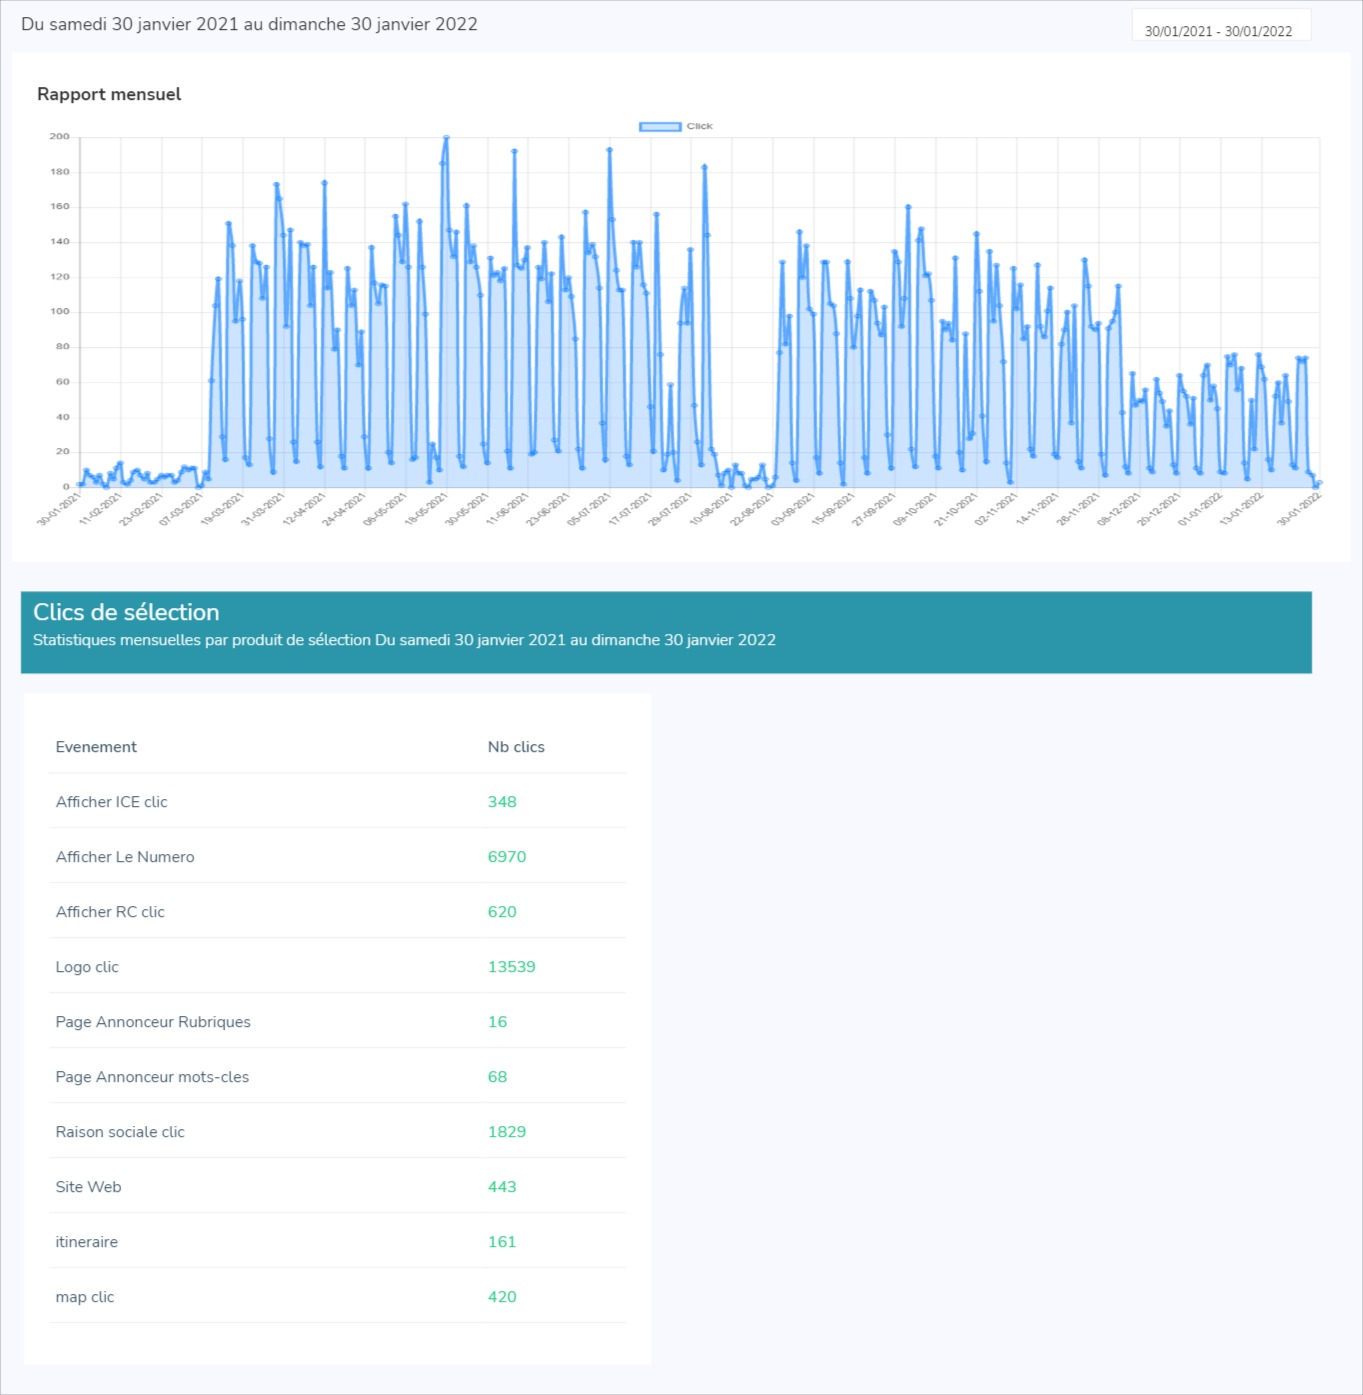 Du samedi 30 janvier 2021 au dimanche 30 janvier 2022
30/01/2021 - 30/01/2022
Rapport mensuel
Click
200
180
160
140
120
100
80
60
40
20
0
30-01-2021 11-02-2021 23-02-2021 07-03-2021 19-03-2021 31-03-2021 12-04-2021 24-04-2021 06-05-2021 18-05-2021 30-05-2021 11-06-2021 23-06-2021 05-07-2021 17-07-2021 29-07-2021 10-08-2021 22-08-2021 03-09-2021 15-09-2021 27-09-2021 09-10-2021 21-10-2021 02-11-2021 14-11-2021 26-11-2021 08-12-2021 20-12-2021 01-01-2022 13-01-2022 30-01-2022
Clics de sélection
Statistiques mensuelles par produit de sélection Du samedi 30 janvier 2021 au dimanche 30 janvier 2022
Evenement Nb clics
Afficher ICE clic 348
Afficher Le Numero 6970
Afficher RC clic 620
Logo clic 13539
Page Annonceur Rubriques 16
Page Annonceur mots-cles 68
Raison sociale clic 1829
Site Web 443
itineraire 161
map clic 420